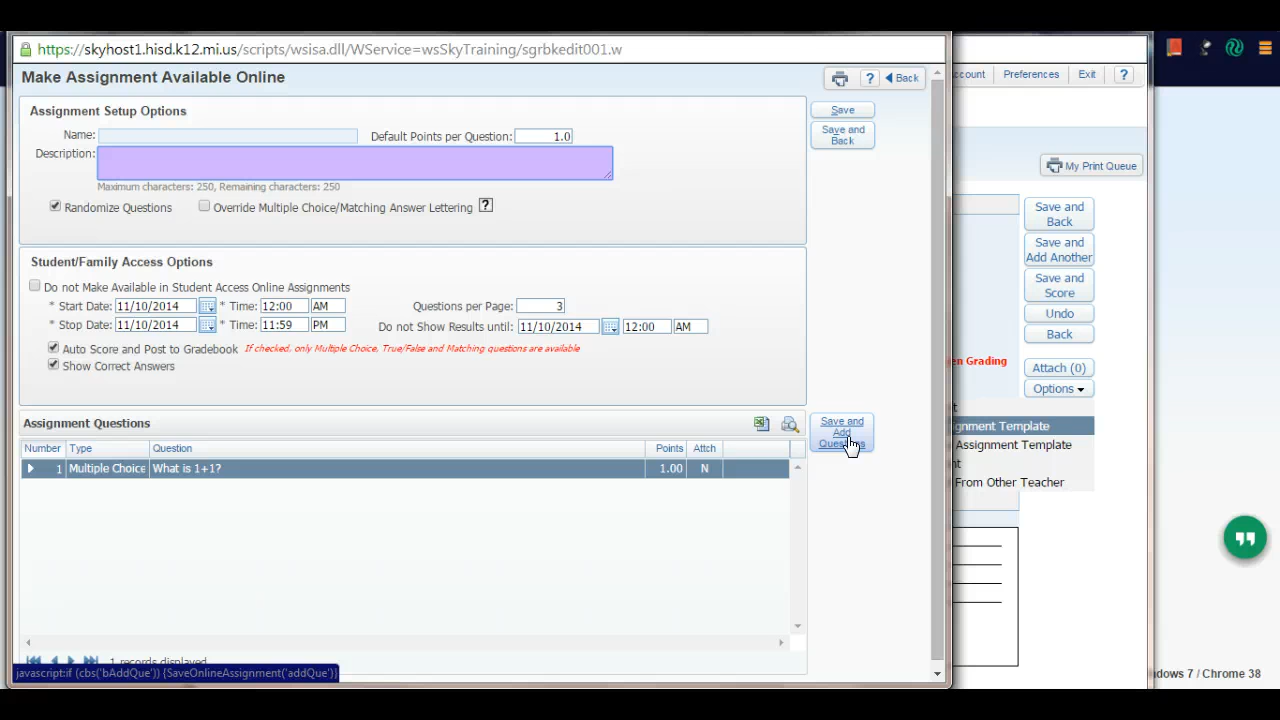 https://skyhost1.hisd.k12.mi.us/scripts/wsisa.dll/WService=wsSkyTraining/sgrbkedit001.w
Make Assignment Available Online
? Back
Assignment Setup Options
Name: Default Points per Question: 1.0
Description:
Maximum characters: 250, Remaining characters: 250
Randomize Questions Override Multiple Choice/Matching Answer Lettering ?
Save
Save and
Back
Student/Family Access Options
Do not Make Available in Student Access Online Assignments
* Start Date: 11/10/2014 * Time: 12:00 AM Questions per Page: 3
* Stop Date: 11/10/2014 * Time: 11:59 PM Do not Show Results until: 11/10/2014 12:00 AM
Auto Score and Post to Gradebook If checked, only Multiple Choice, True/False and Matching questions are available
Show Correct Answers
Assignment Questions
Save and
Add
Questions
Number Type Question Points Attch
1 Multiple Choice What is 1+1? 1.00 N
1 records displayed
javascript:if (cbs('bAddQue')) {SaveOnlineAssignment('addQue')}
count Preferences Exit ?
My Print Queue
Save and
Back
Save and
Add Another
Save and
Score
Undo
Back
en Grading
Attach (0)
Options
t
gnment Template
Assignment Template
nt
From Other Teacher
ndows 7 / Chrome 38